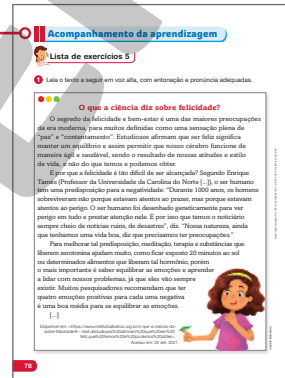 Acompanhamento da aprendizagem
Lista de exercícios 5
1 Leia o texto a seguir em voz alta, com entonação e pronúncia adequadas.
O que a ciência diz sobre felicidade?
O segredo da felicidade e bem-estar é uma das maiores preocupações
da era moderna, para muitos definidas como uma sensação plena de
"paz" e "contentamento". Estudiosos afirmam que ser feliz significa
manter um equilíbrio e assim permitir que nosso cérebro funcione de
maneira ágil e saudável, sendo o resultado de nossas atitudes e estilo
de vida, e não do que temos e podemos obter.
E por que a felicidade é tão difícil de ser alcançada? Segundo Enrique
Tamés (Professor da Universidade da Carolina do Norte [...]), o ser humano
tem uma predisposição para a negatividade: "Durante 1000 anos, os homens
sobreviveram não porque estavam atentos ao prazer, mas porque estavam
atentos ao perigo. O ser humano foi desenhado geneticamente para ver
perigo em tudo e prestar atenção nele. É por isso que temos o noticiário
sempre cheio de notícias ruins, de desastres", diz. "Nossa natureza, ainda
que tenhamos uma vida boa, diz que precisamos ter preocupações."
Para melhorar tal predisposição, meditação, terapia e substâncias que
liberem serotonina ajudam muito, como ficar exposto 20 minutos ao sol
ou determinados alimentos que liberam tal hormônio, porém
o mais importante é saber equilibrar as emoções e aprender
a lidar com nossos problemas, já que eles vão sempre
existir. Muitos pesquisadores recomendam que ter
quatro emoções positivas para cada uma negativa
é uma boa média para se equilibrar as emoções.
[...]
Acesso em: 22 set. 2021.
78